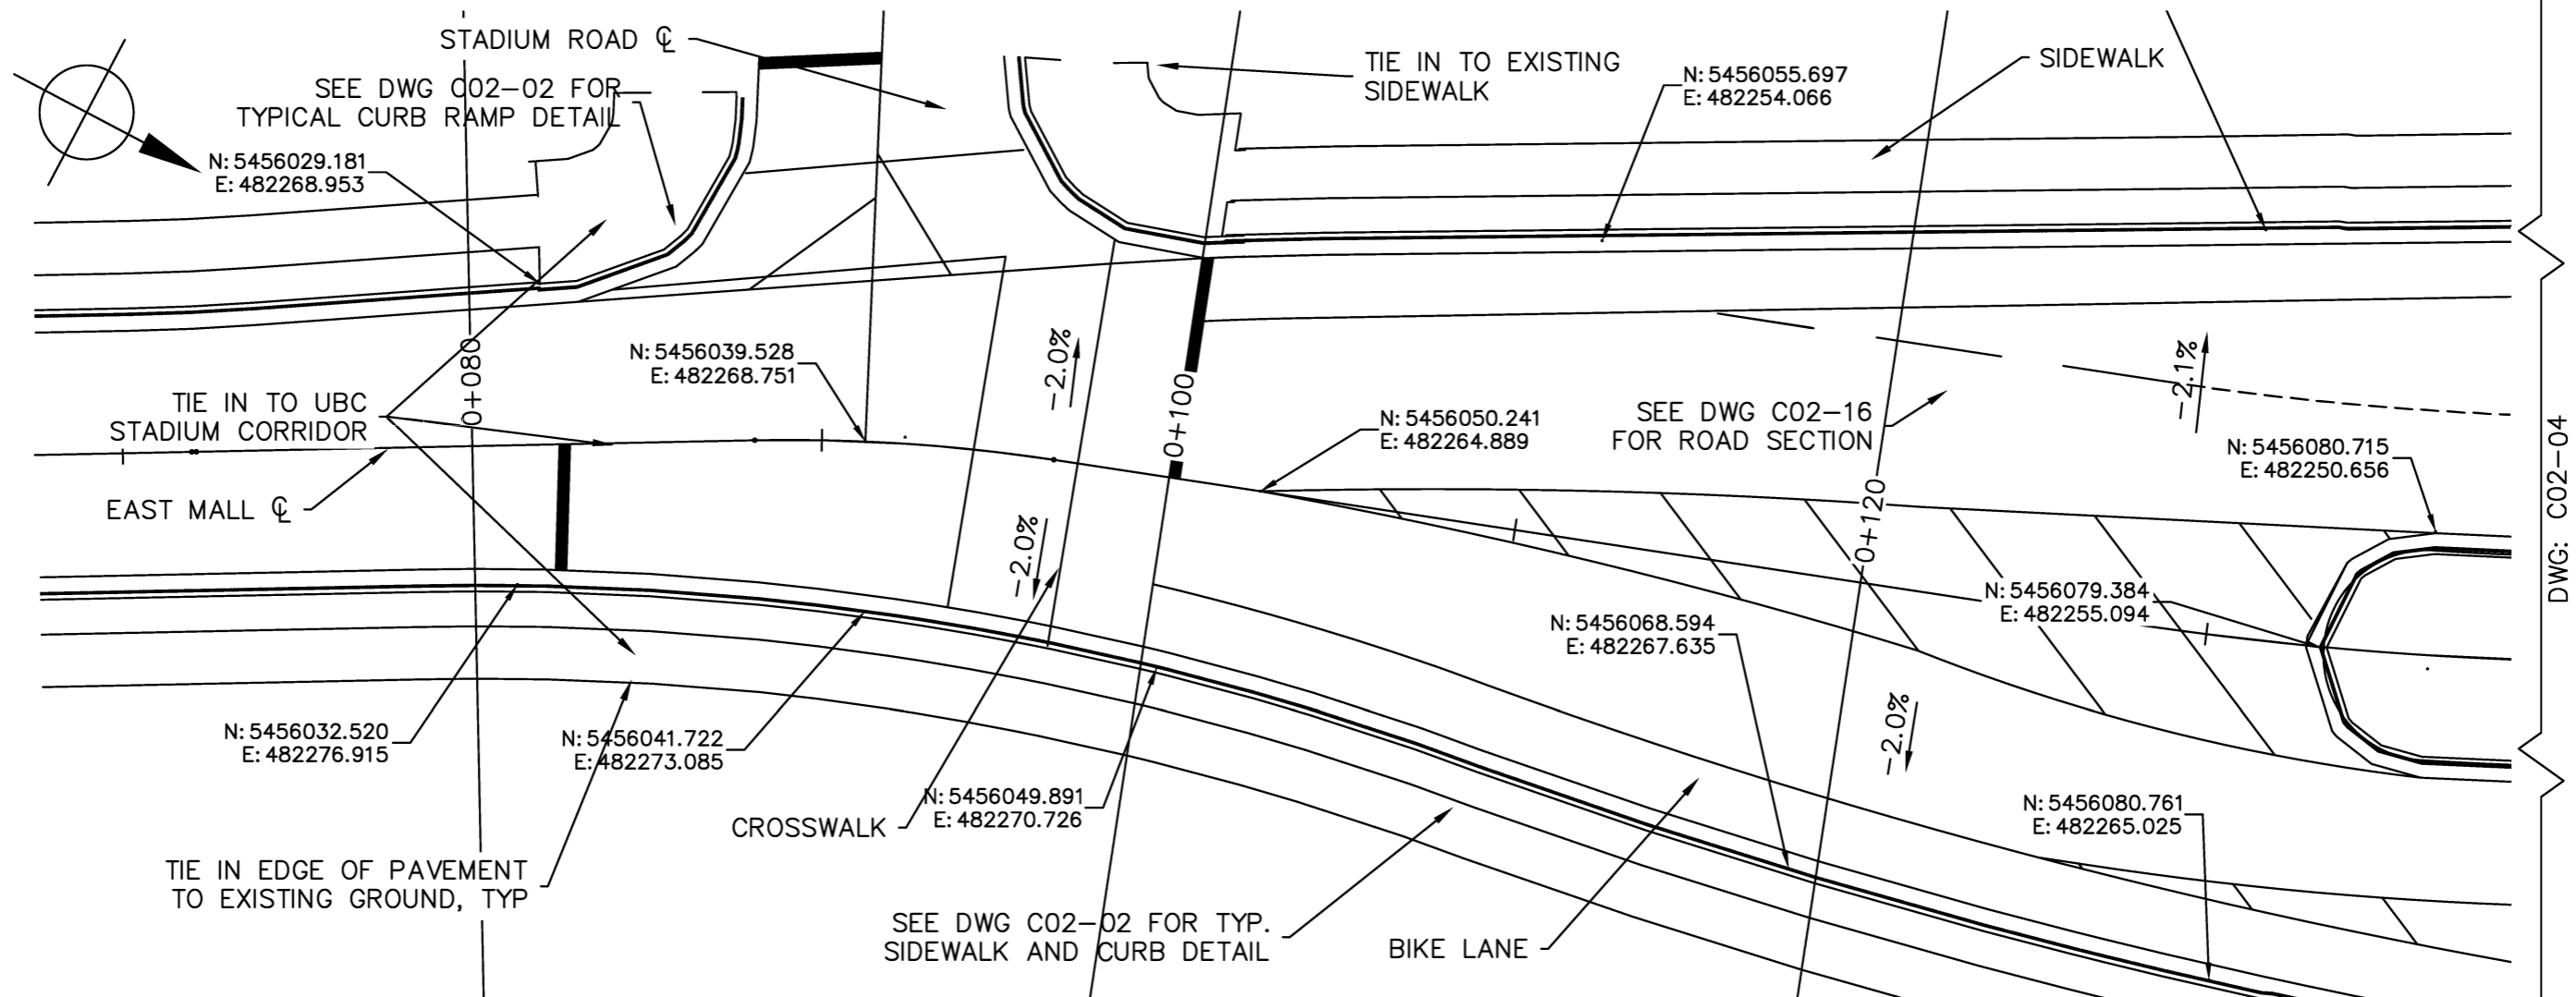 STADIUM ROAD ℄
SEE DWG C02-02 FOR
TYPICAL CURB RAMP DETAIL
TIE IN TO EXISTING
SIDEWALK
N: 5456055.697
E: 482254.066
SIDEWALK
N: 5456029.181
E: 482268.953
0+080
N: 5456039.528
E: 482268.751
-2.0%
0+100
-2.1%
TIE IN TO UBC
STADIUM CORRIDOR
N: 5456050.241
E: 482264.889
SEE DWG C02-16
FOR ROAD SECTION
N: 5456080.715
E: 482250.656
DWG: C02-04
EAST MALL ℄
-2.0%
0+120
N: 5456079.384
E: 482255.094
N: 5456068.594
E: 482267.635
N: 5456032.520
E: 482276.915
N: 5456041.722
E: 482273.085
-2.0%
N: 5456049.891
E: 482270.726
CROSSWALK
N: 5456080.761
E: 482265.025
TIE IN EDGE OF PAVEMENT
TO EXISTING GROUND, TYP
SEE DWG C02-02 FOR TYP.
SIDEWALK AND CURB DETAIL
BIKE LANE